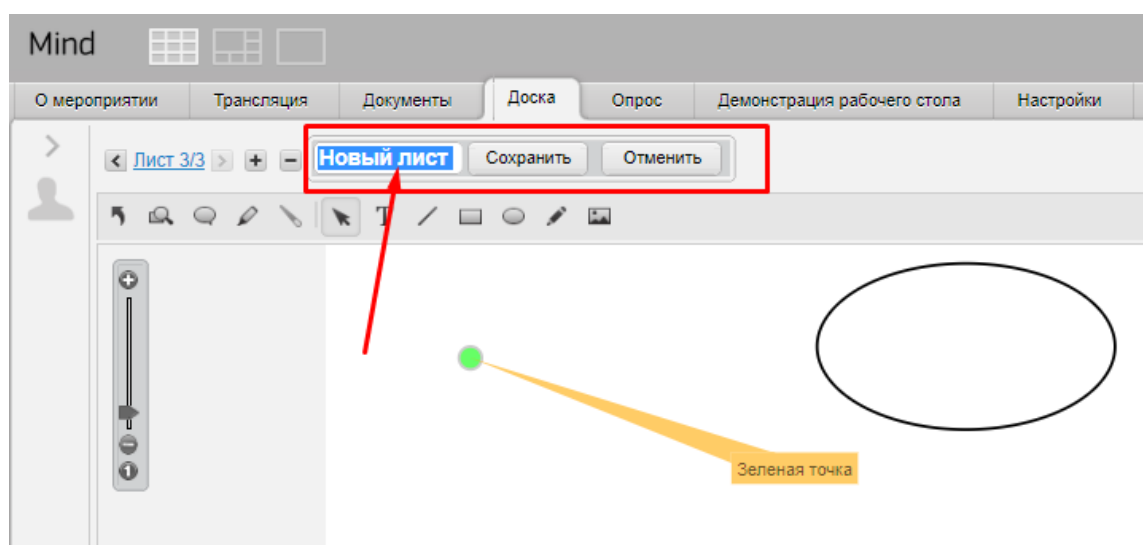 Mind
О мероприятии Трансляция Документы Доска Опрос Демонстрация рабочего стола Настройки
Лист 3/3 Новый лист Сохранить Отменить
T
1
Зеленая точка